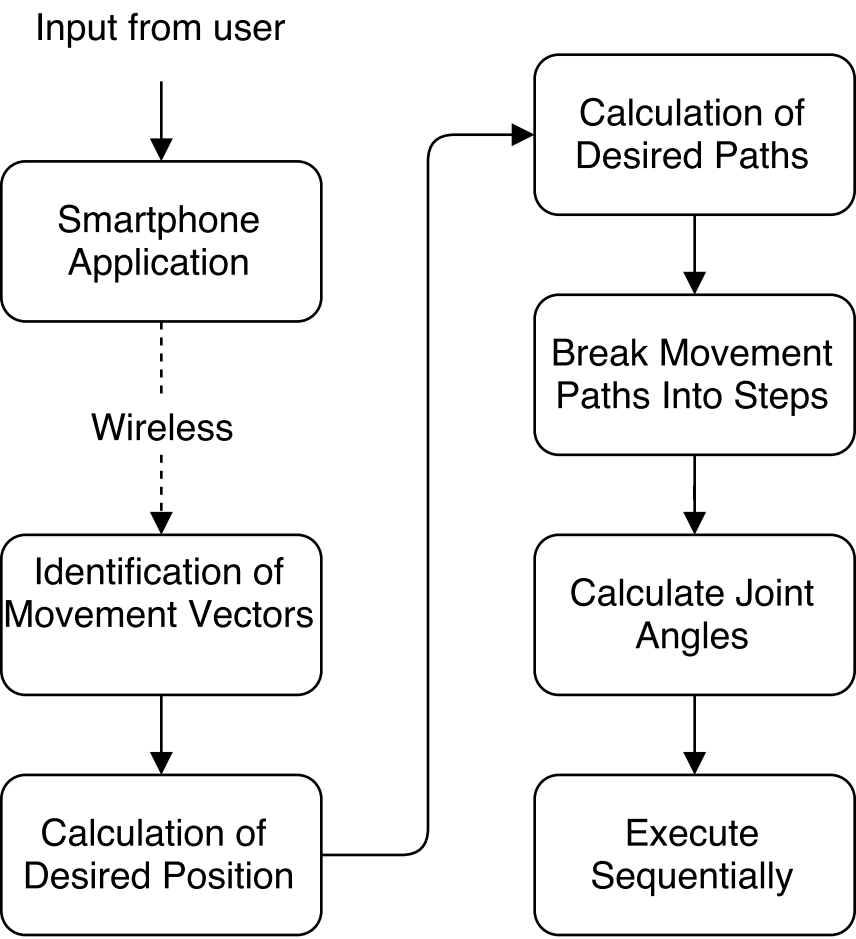 Input from user
Smartphone
Application
Wireless
Identification of
Movement Vectors
Calculation of
Desired Position
Calculation of
Desired Paths
Break Movement
Paths Into Steps
Calculate Joint
Angles
Execute
Sequentially